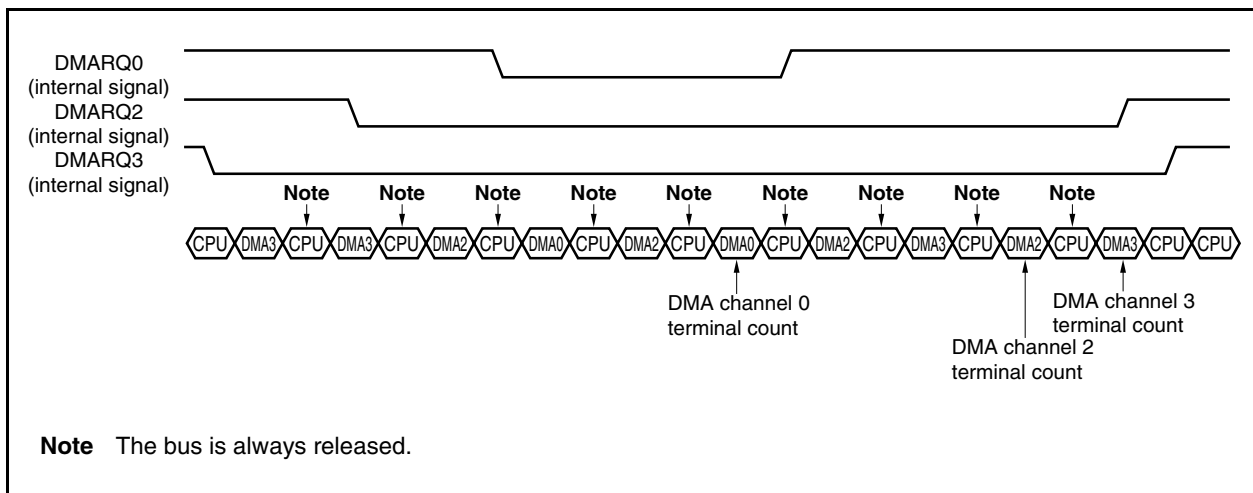 DMARQ0
(internal signal)
DMARQ2
(internal signal)
DMARQ3
(internal signal)
Note Note Note Note Note Note Note Note Note
CPU DMA3 CPU DMA3 CPU DMA2 CPU DMA0 CPU DMA2 CPU DMA0 CPU DMA2 CPU DMA3 CPU DMA2 CPU DMA3 CPU CPU
DMA channel 0
terminal count
DMA channel 3
terminal count
DMA channel 2
terminal count
Note The bus is always released.